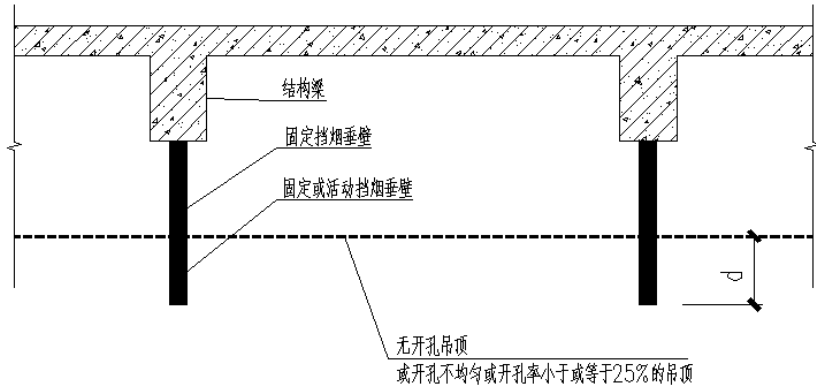 结构梁
固定挡烟垂壁
固定或活动挡烟垂壁
d
无开孔吊顶
或开孔不均匀或开孔率小于或等于25%的吊顶